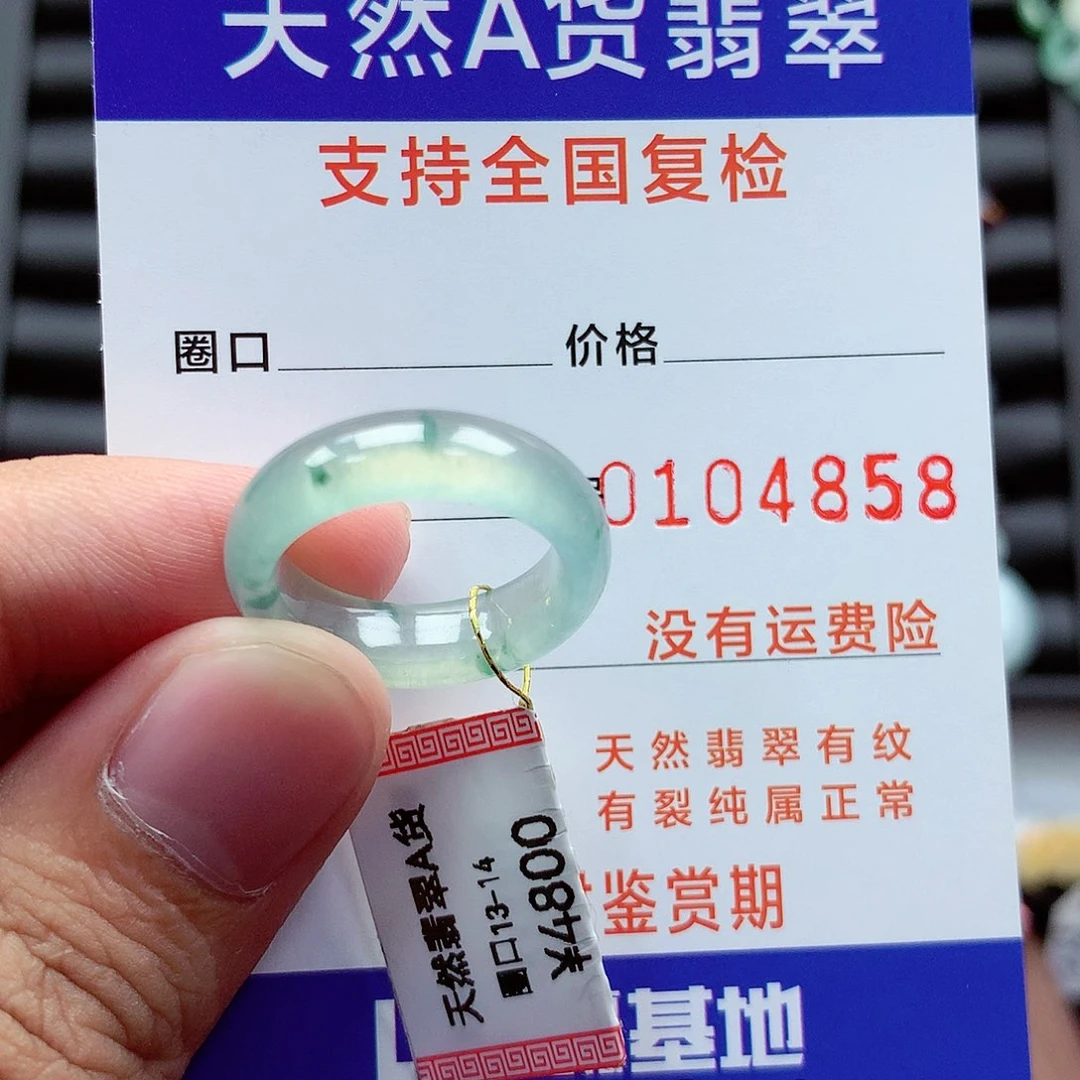 天然A货翡翠
支持全国复检
圈口 价格
0104858
没有运费险
天然翡翠有纹
有裂纯属正常
鉴赏期
基地
天然翡翠A货
圈口13-14
¥4800